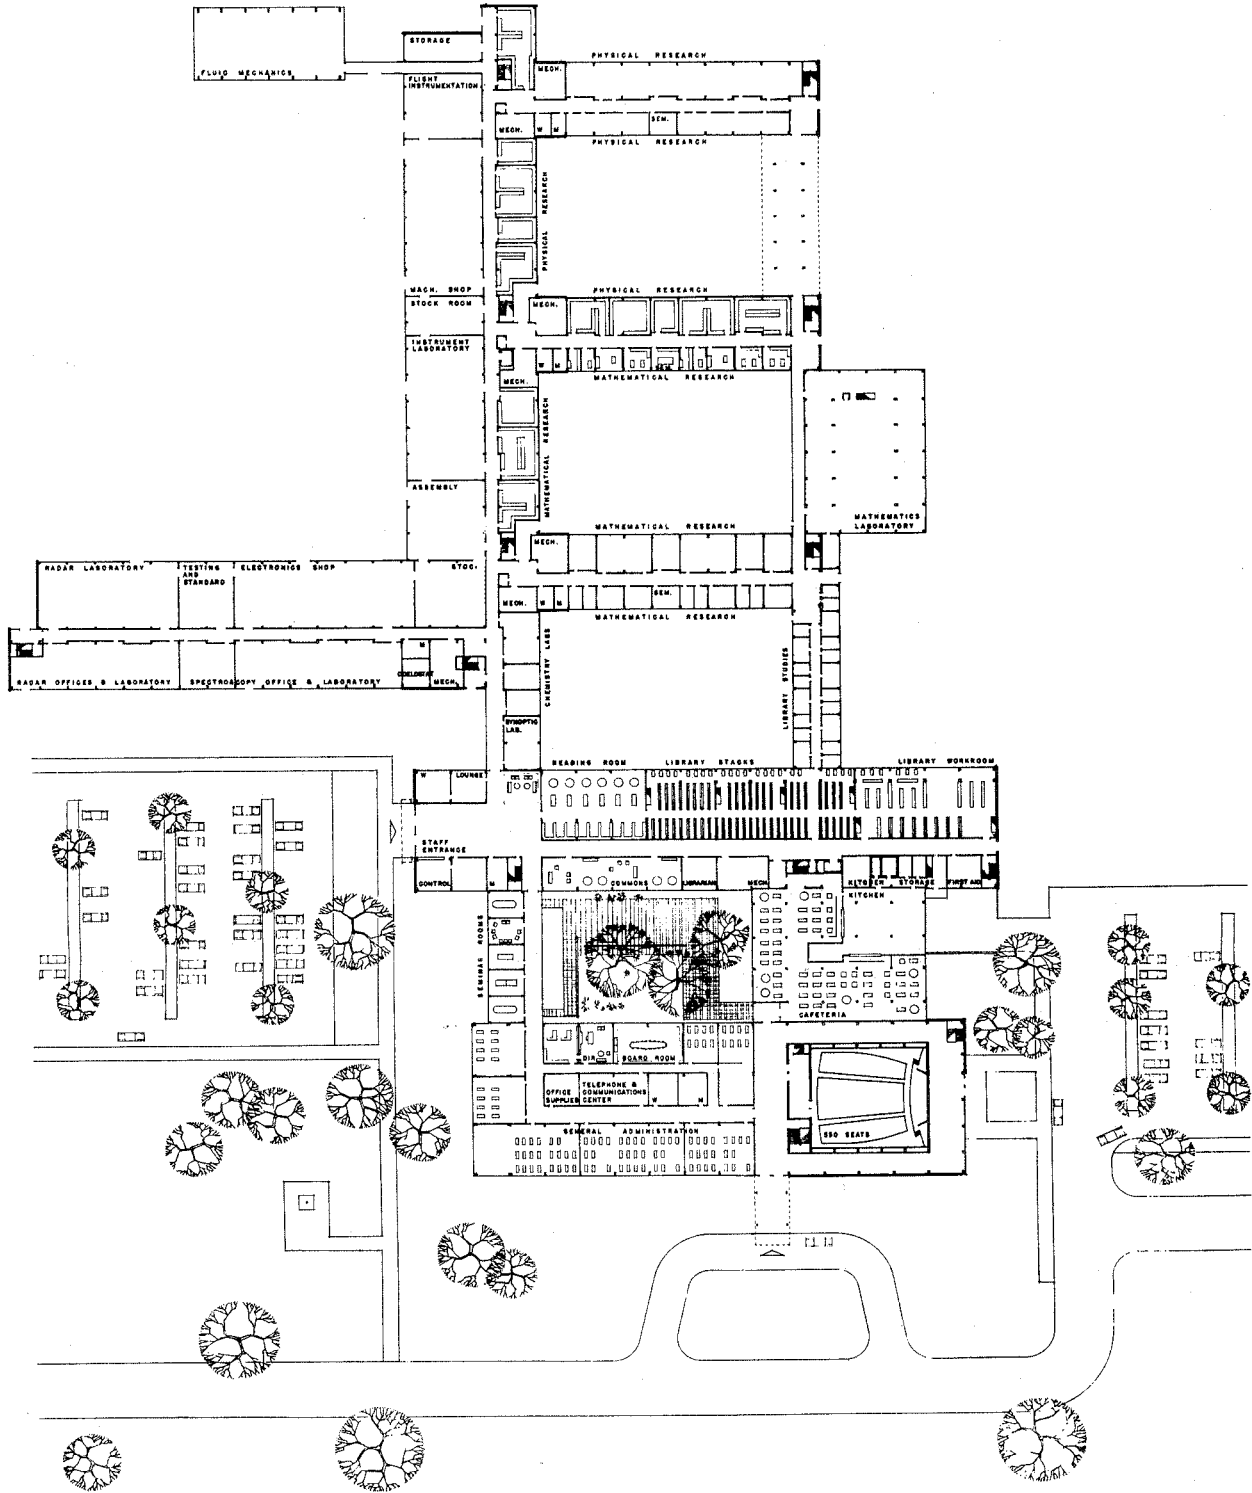 STORAGE
PHYSICAL RESEARCH
FLUID MECHANICS
FLIGHT
INSTRUMENTATION
MECH.
SEM.
MECH.
W
M
PHYSICAL RESEARCH
PHYSICAL RESEARCH
MACH. SHOP
STOCK ROOM
PHYSICAL RESEARCH
MECH.
INSTRUMENT
LABORATORY
W
M
MECH.
MATHEMATICAL RESEARCH
MATHEMATICAL RESEARCH
ASSEMBLY
MATHEMATICS
LABORATORY
MATHEMATICAL RESEARCH
MECH.
RADAR LABORATORY
TESTING
AND
STANDARD
ELECTRONICS SHOP
SEM.
MECH.
W
M
MATHEMATICAL RESEARCH
CHEMISTRY LABS
M
MECH.
RADAR OFFICES & LABORATORY
SPECTROSCOPY OFFICE & LABORATORY
LIBRARY STUDIES
SYNOPTIC
LAB.
READING ROOM
LIBRARY STACKS
LIBRARY WORKROOM
W
LOUNGE
STAFF
ENTRANCE
CONTROL
M
COMMONS
LIBRARIAN
MECH.
KITCHEN STORAGE
FIRST AID
KITCHEN
SEMINAR ROOMS
CAFETERIA
DIR.
BOARD ROOM
OFFICE
SUPPLIES
TELEPHONE &
COMMUNICATIONS
CENTER
W
M
GENERAL ADMINISTRATION
550 SEATS